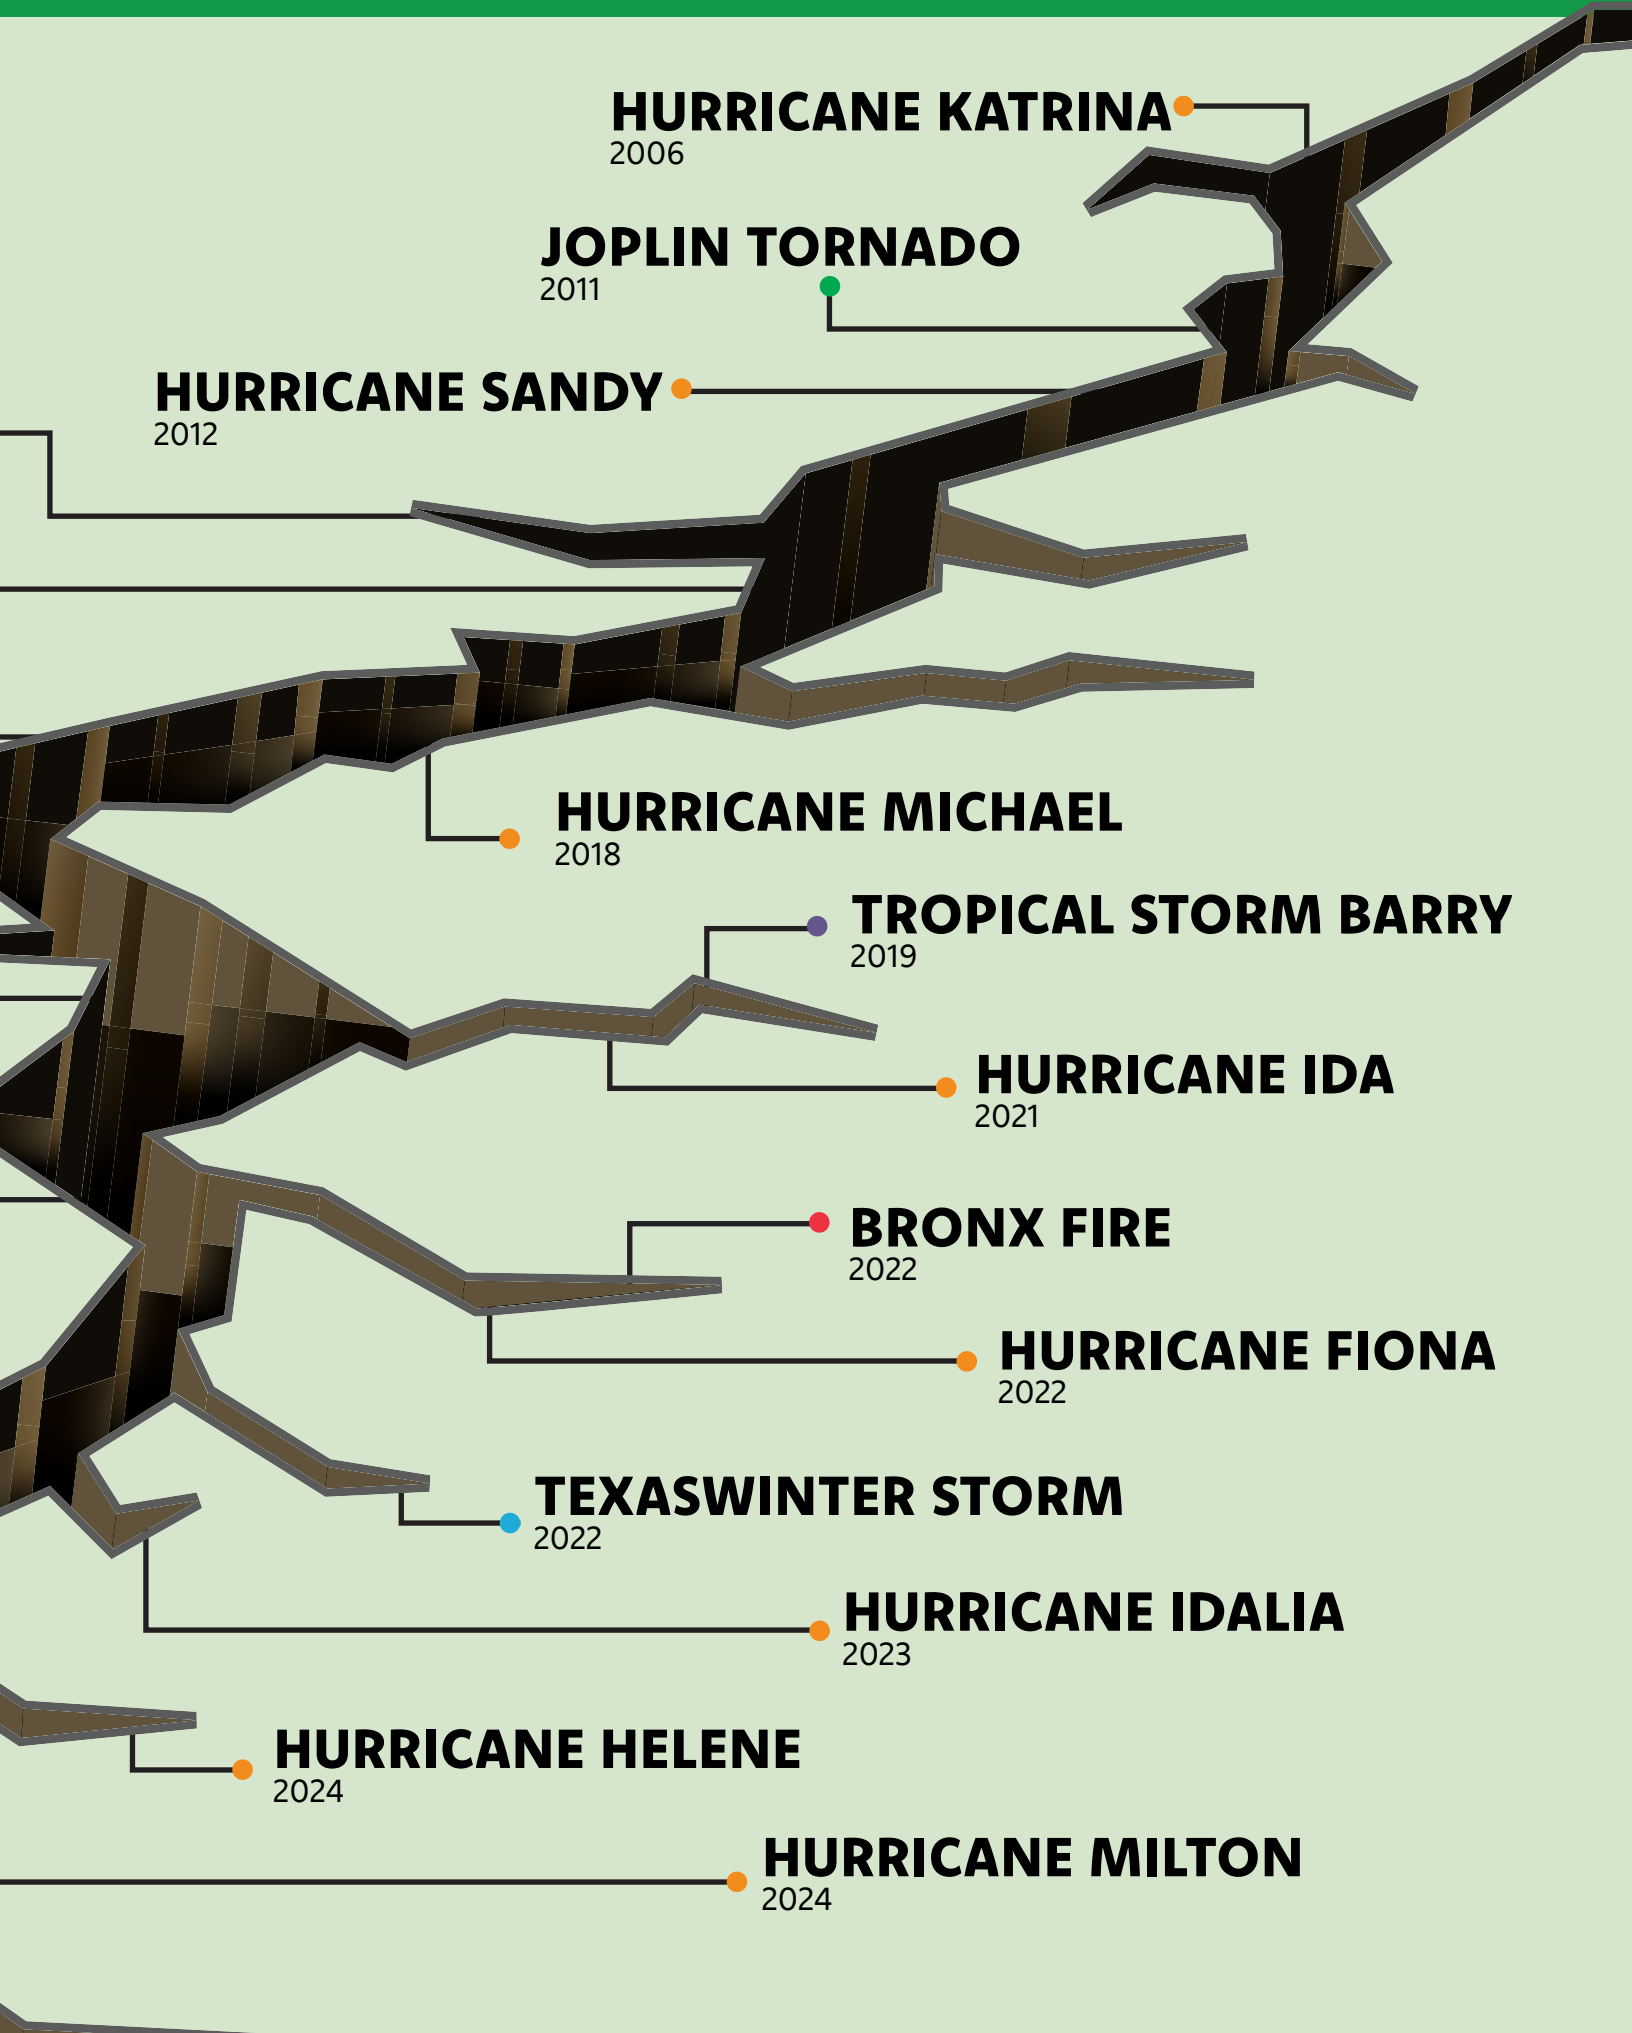 HURRICANE KATRINA
2006
JOPLIN TORNADO
2011
HURRICANE SANDY
2012
HURRICANE MICHAEL
2018
TROPICAL STORM BARRY
2019
HURRICANE IDA
2021
BRONX FIRE
2022
HURRICANE FIONA
2022
TEXASWINTER STORM
2022
HURRICANE IDALIA
2023
HURRICANE HELENE
2024
HURRICANE MILTON
2024